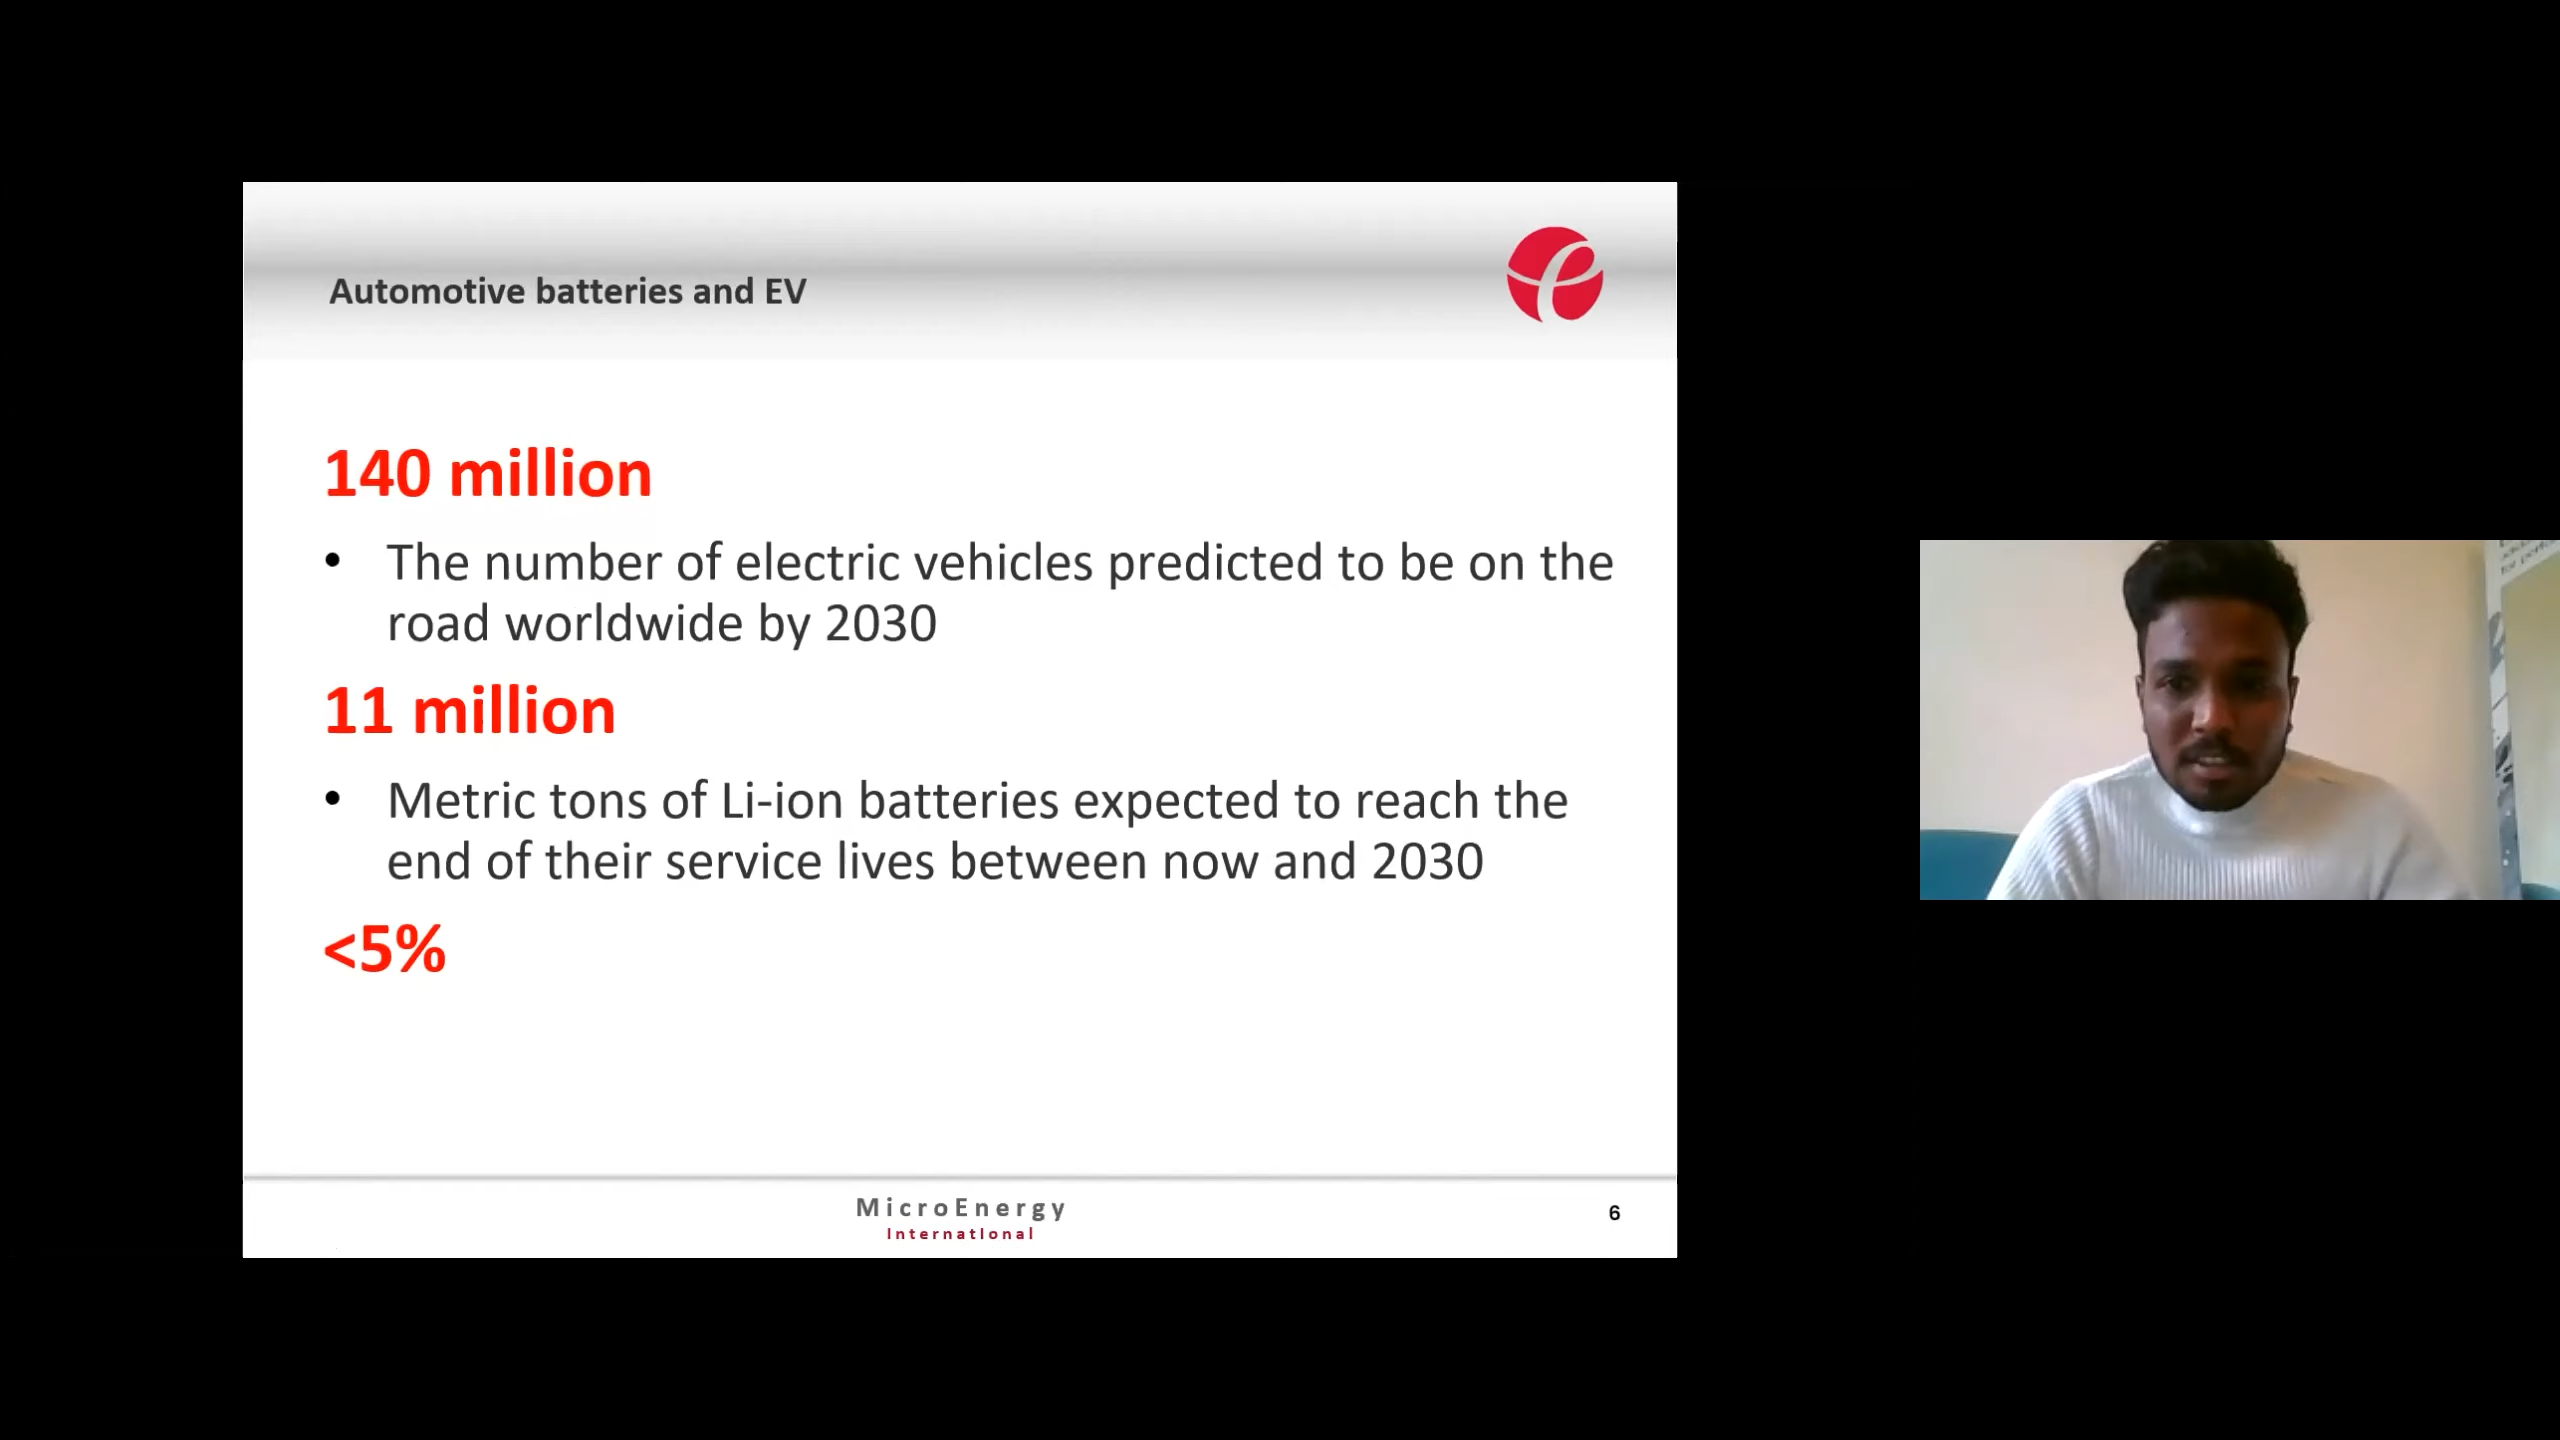 Automotive batteries and EV
140 million
• The number of electric vehicles predicted to be on the
road worldwide by 2030
11 million
• Metric tons of Li-ion batteries expected to reach the
end of their service lives between now and 2030
<5%
MicroEnergy
International
6